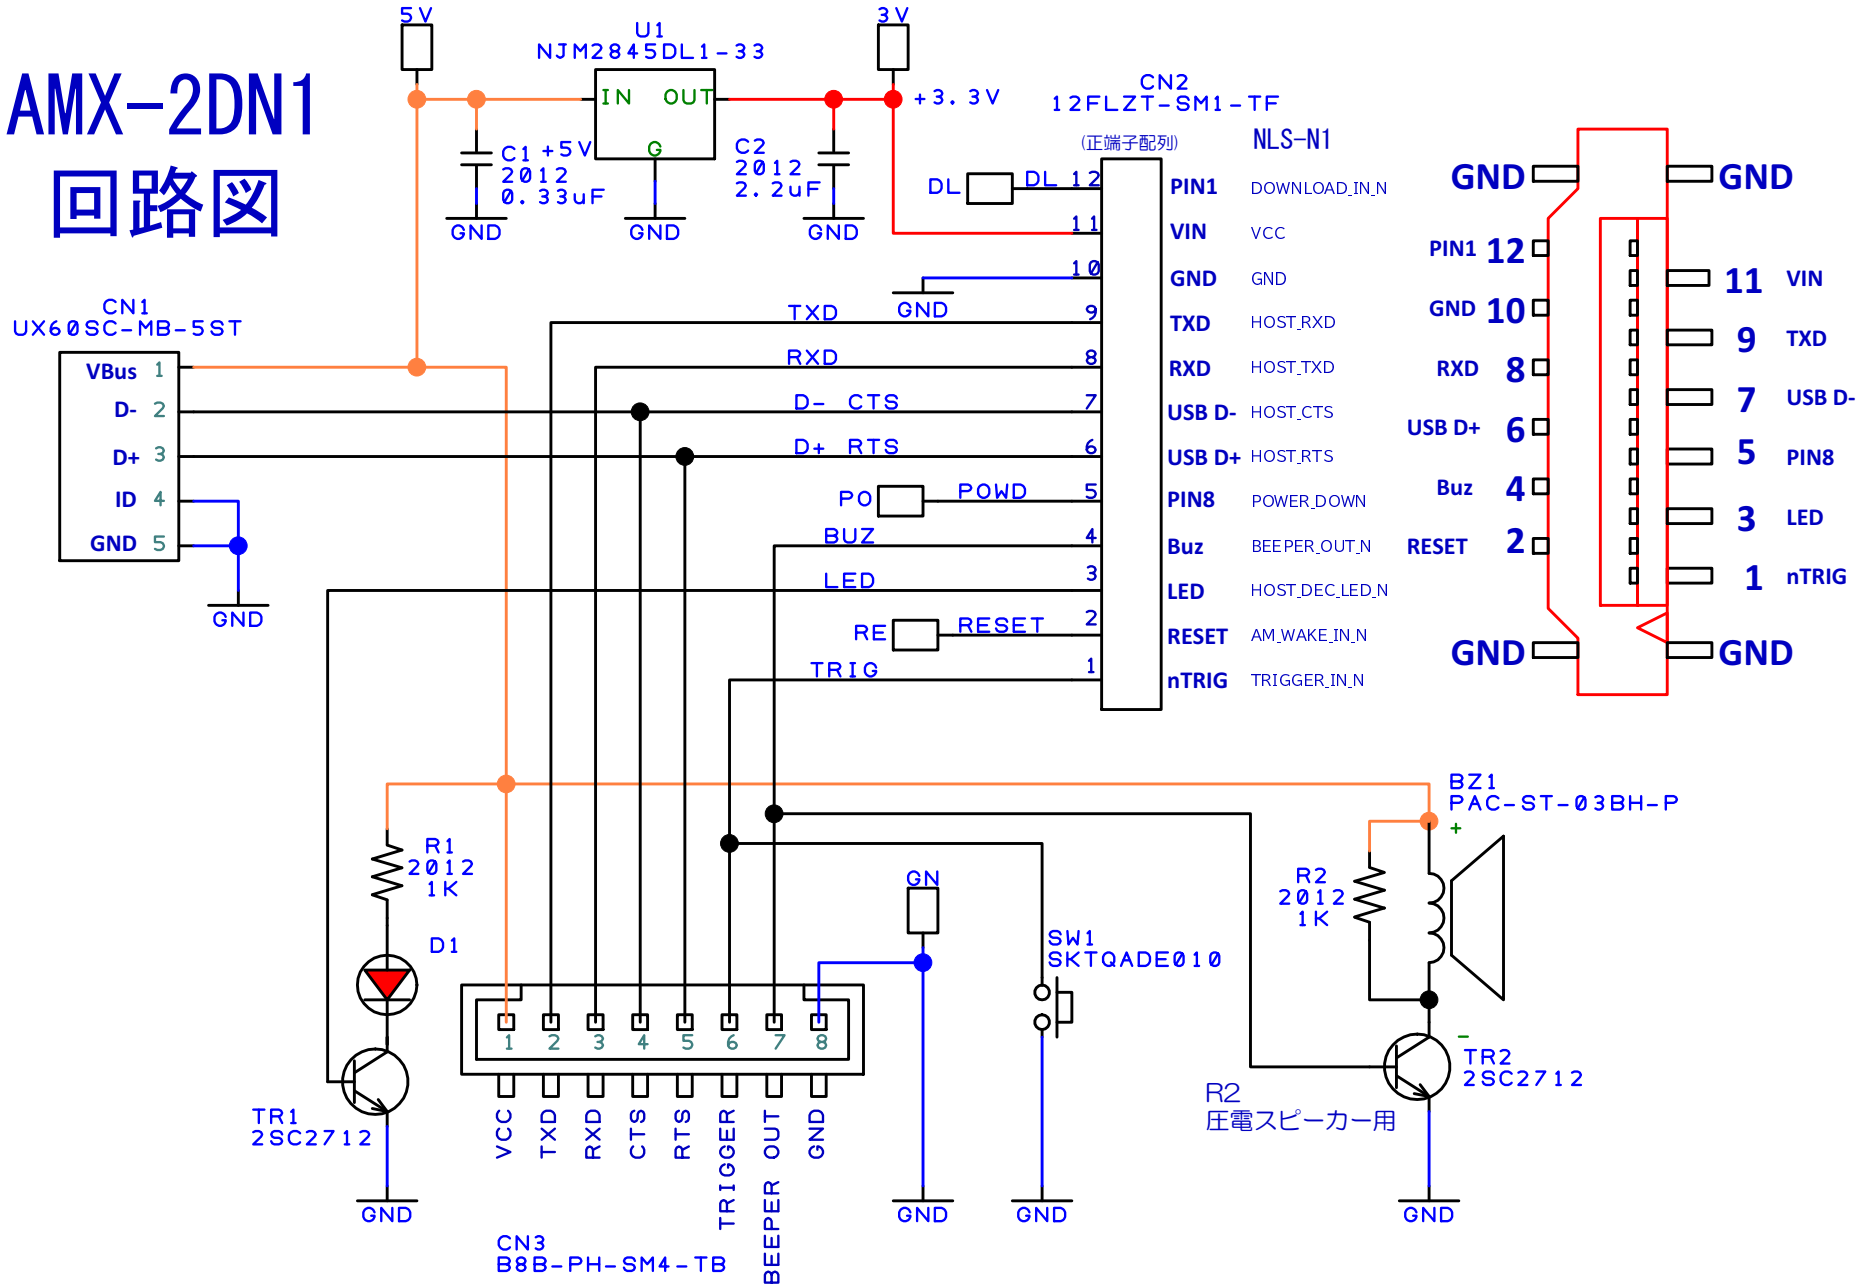 AMX-2DN1
回路図
5V
U1
NJM2845DL1-33
IN OUT
G
3V
+3.3V
C1 +5V
2012
0.33uF
C2
2012
2.2uF
GND
GND
GND
CN2
12FLZT-SM1-TF
(正端子配列)
NLS-N1
DL DL 12 PIN1 DOWNLOAD_IN_N
11 VIN VCC
10 GND GND
GND
TXD 9 TXD HOST_RXD
RXD 8 RXD HOST_TXD
D- CTS 7 USB D- HOST_CTS
D+ RTS 6 USB D+ HOST_RTS
PO POWD 5 PIN8 POWER_DOWN
BUZ 4 Buz BEEPER_OUT_N
LED 3 LED HOST_DEC_LED_N
RE RESET 2 RESET AM_WAKE_IN_N
TRIG 1 nTRIG TRIGGER_IN_N
GND GND
PIN1 12
11 VIN
GND 10
9 TXD
RXD 8
7 USB D-
USB D+ 6
5 PIN8
Buz 4
3 LED
RESET 2
1 nTRIG
GND GND
CN1
UX60SC-MB-5ST
VBus 1
D- 2
D+ 3
ID 4
GND 5
GND
R1
2012
1K
D1
TR1
2SC2712
GND
1 2 3 4 5 6 7 8
VCC
TXD
RXD
CTS
RTS
TRIGGER
BEEPER OUT
GND
CN3
B8B-PH-SM4-TB
GN
GND
SW1
SKTQADE010
GND
BZ1
PAC-ST-03BH-P
+
R2
2012
1K
-
TR2
2SC2712
R2
圧電スピーカー用
GND